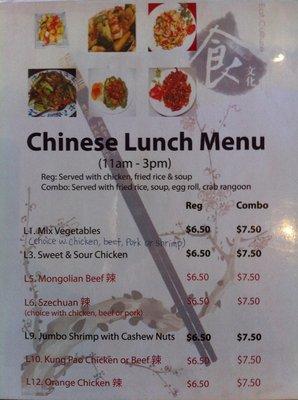 Eat Culture
食
文化
Chinese Lunch Menu
(11am - 3pm)
Reg: Served with chicken, fried rice & soup
Combo: Served with fried rice, soup, egg roll, crab rangoon
Reg Combo
L1. Mix Vegetables $6.50 $7.50
(choice w. chicken, beef, Pork or shrimp)
L3. Sweet & Sour Chicken $6.50 $7.50
L5. Mongolian Beef 辣 $6.50 $7.50
L6. Szechuan 辣 $6.50 $7.50
(choice with chicken, beef or pork)
L9. Jumbo Shrimp with Cashew Nuts $6.50 $7.50
L10. Kung Pao Chicken or Beef 辣 $6.50 $7.50
L12. Orange Chicken 辣 $6.50 $7.50